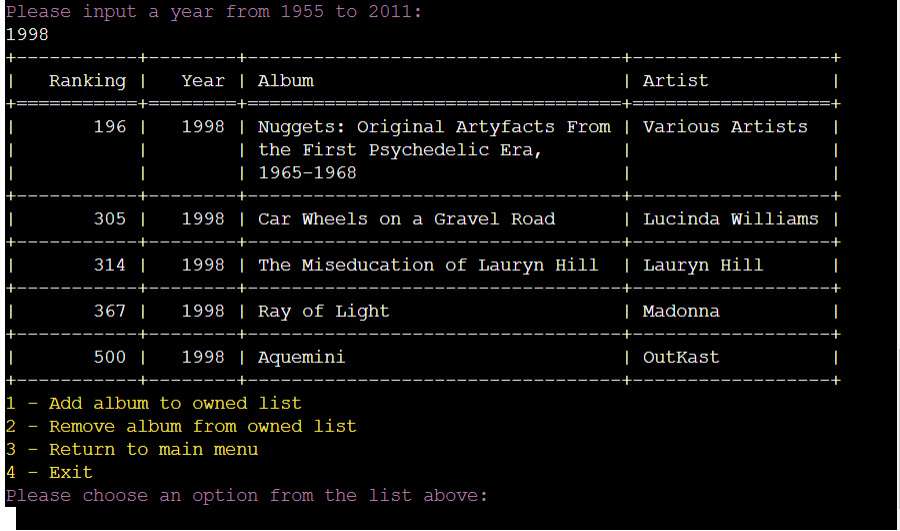 Please input a year from 1955 to 2011:
1998
+-----------+--------+----------------------------------+------------------+
|   Ranking |   Year | Album                            | Artist           |
+===========+========+==================================+==================+
|       196 |   1998 | Nuggets: Original Artyfacts From | Various Artists  |
|           |        | the First Psychedelic Era,       |                  |
|           |        | 1965-1968                        |                  |
+-----------+--------+----------------------------------+------------------+
|       305 |   1998 | Car Wheels on a Gravel Road      | Lucinda Williams |
+-----------+--------+----------------------------------+------------------+
|       314 |   1998 | The Miseducation of Lauryn Hill  | Lauryn Hill      |
+-----------+--------+----------------------------------+------------------+
|       367 |   1998 | Ray of Light                     | Madonna          |
+-----------+--------+----------------------------------+------------------+
|       500 |   1998 | Aquemini                         | OutKast          |
+-----------+--------+----------------------------------+------------------+
1 - Add album to owned list
2 - Remove album from owned list
3 - Return to main menu
4 - Exit
Please choose an option from the list above: